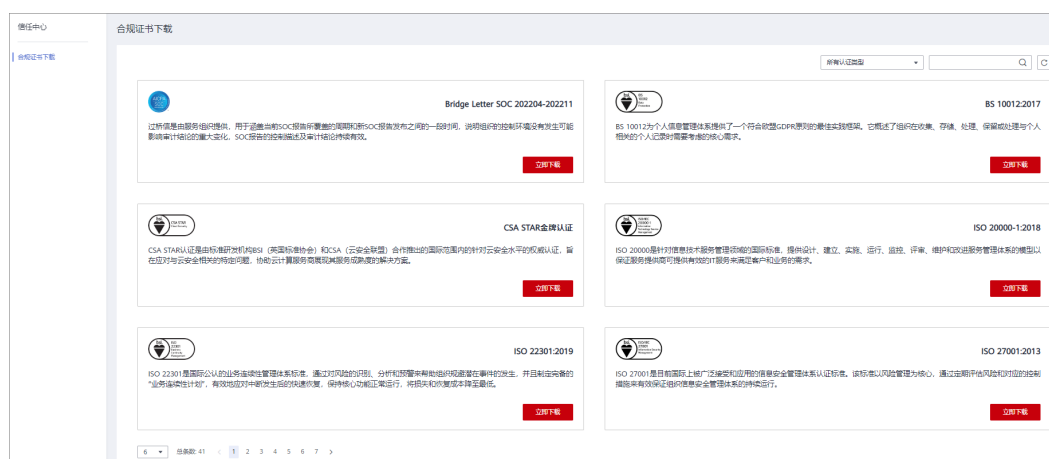 信任中心
合规证书下载
合规证书下载
所有认证类型
Bridge Letter SOC 202204-202211
过桥信是由服务组织提供，用于涵盖当前SOC报告所覆盖的周期和新SOC报告发布之间的一段时间，说明组织的控制环境没有发生可能
影响审计结论的重大变化，SOC报告的控制描述及审计结论持续有效。
立即下载
BS 10012:2017
BS 10012为个人信息管理体系提供了一个符合欧盟GDPR原则的最佳实践框架。它概述了组织在收集、存储、处理、保留或处理与个人
相关的个人记录时需要考虑的核心需求。
立即下载
CSA STAR金牌认证
CSA STAR认证是由标准研发机构BSI（英国标准协会）和CSA（云安全联盟）合作推出的国际范围内的针对云安全水平的权威认证，旨
在应对与云安全相关的特定问题，协助云计算服务商展现其服务成熟度的解决方案。
立即下载
ISO 20000-1:2018
ISO 20000是针对信息技术服务管理领域的国际标准，提供设计、建立、实施、运行、监控、评审、维护和改进服务管理体系的模型以
保证服务提供商可提供有效的IT服务来满足客户和业务的需求。
立即下载
ISO 22301:2019
ISO 22301是国际公认的业务连续性管理体系标准，通过对风险的识别、分析和预警来帮助组织规避潜在事件的发生，并且制定完备的
“业务连续性计划”，有效地应对中断发生后的快速恢复，保持核心功能正常运行，将损失和恢复成本降至最低。
立即下载
ISO 27001:2013
ISO 27001是目前国际上被广泛接受和应用的信息安全管理体系认证标准。该标准以风险管理为核心，通过定期评估风险和对应的控制
措施来有效保证组织信息安全管理体系的持续运行。
立即下载
6 总条数: 41 1 2 3 4 5 6 7